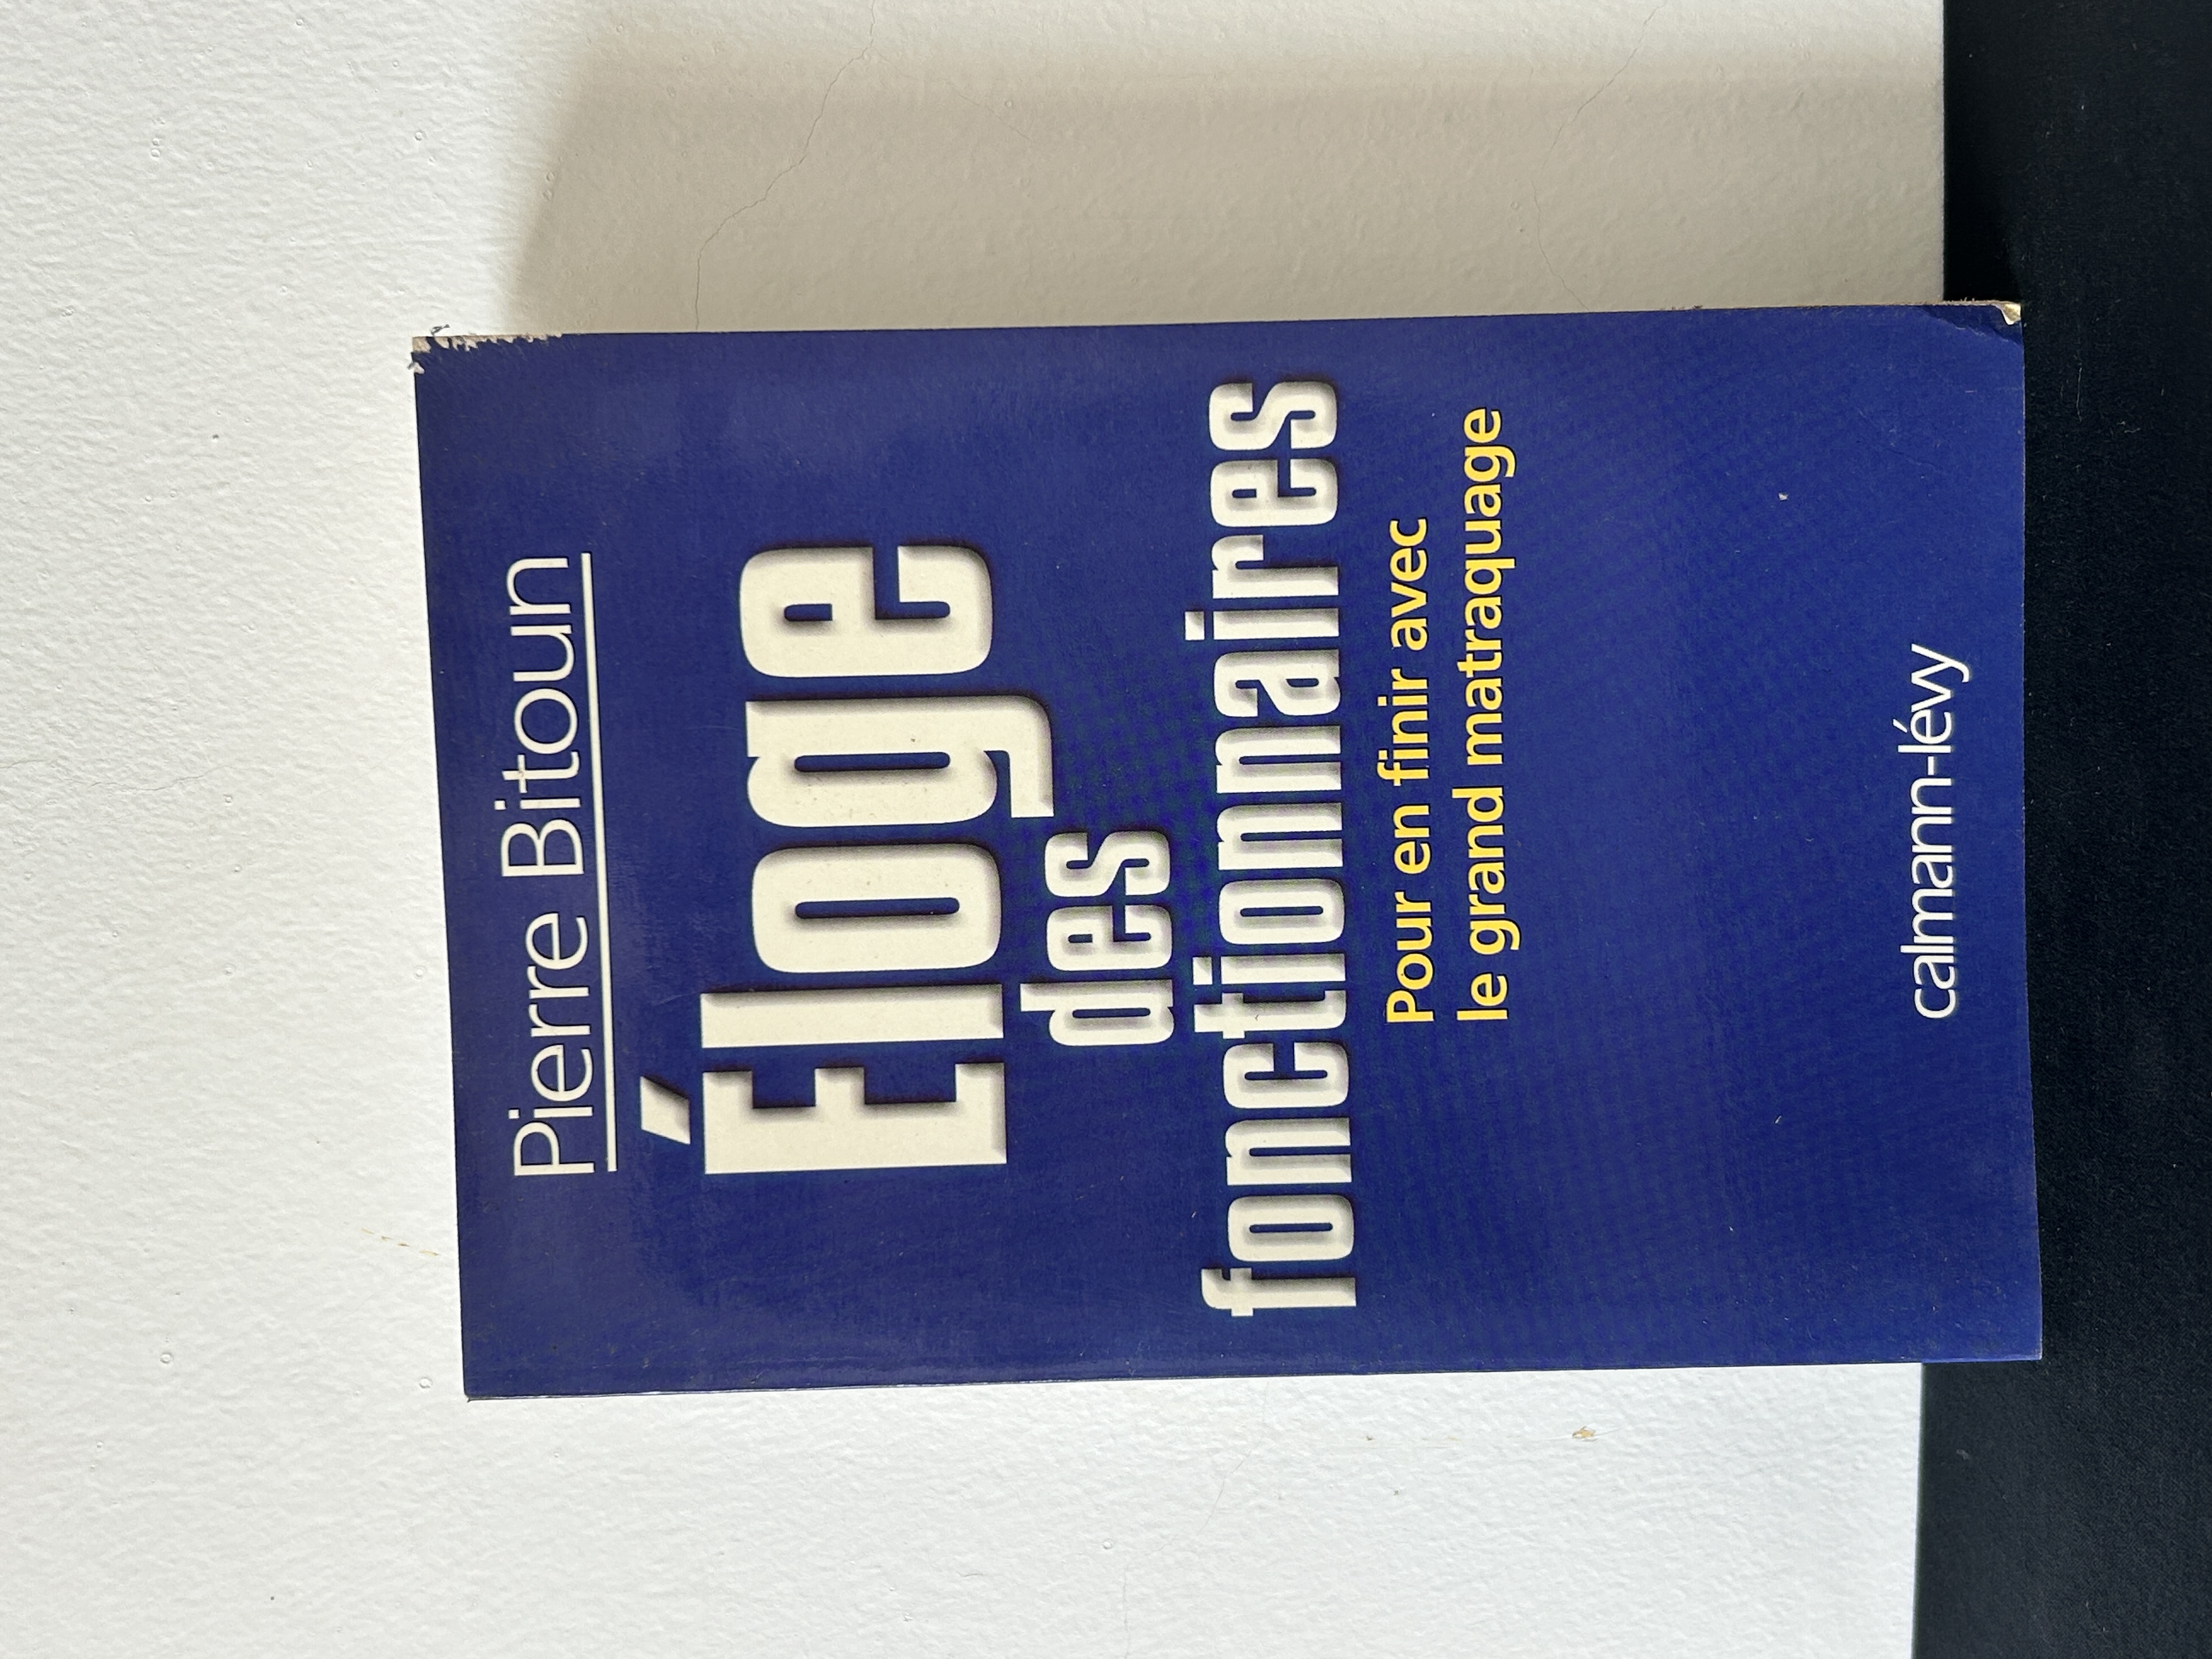 Pierre Bitoun
Éloge
des
fonctionnaires
Pour en finir avec
le grand matraquage
calmann-lévy